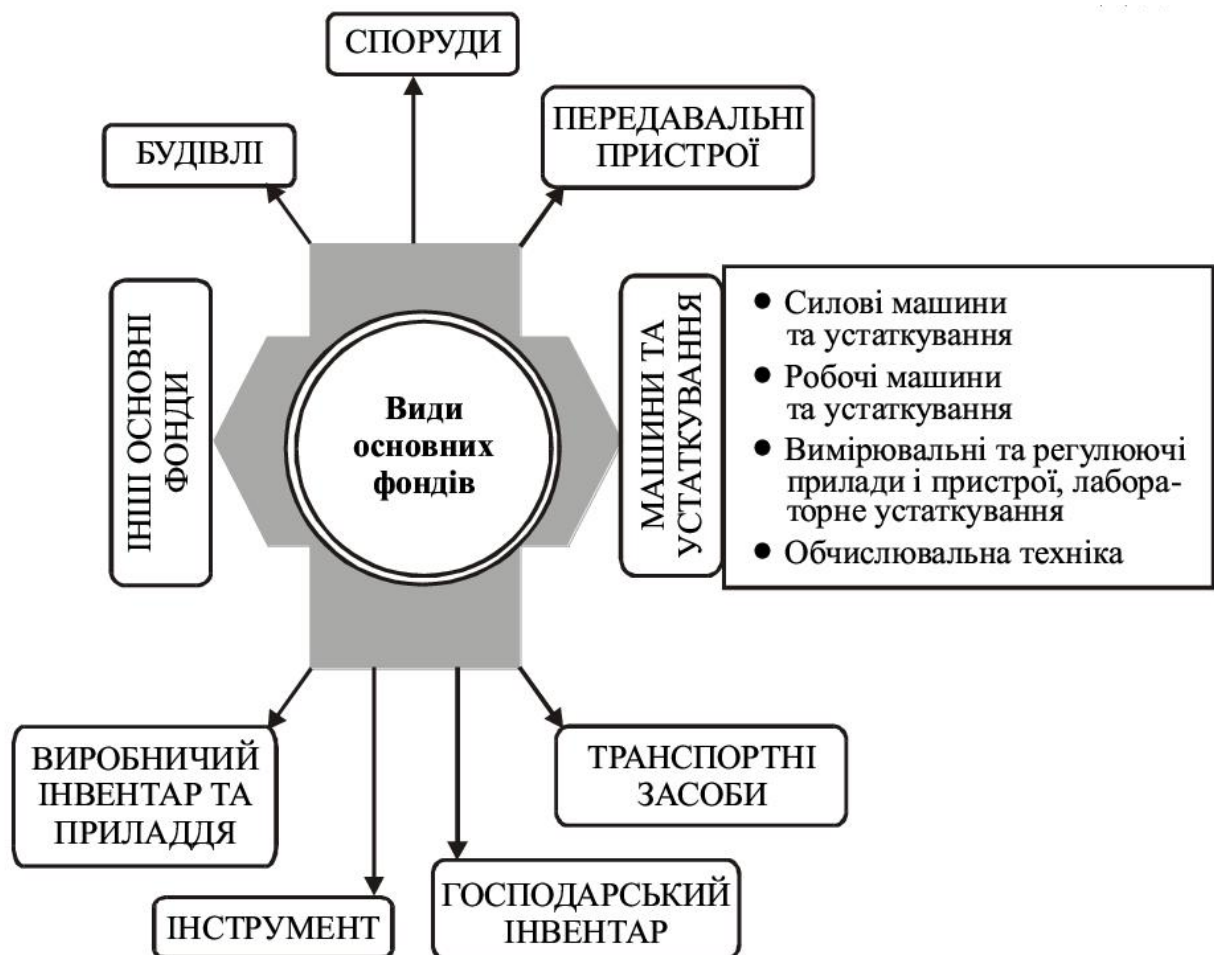 СПОРУДИ
ПЕРЕДАВАЛЬНІ
ПРИСТРОЇ
БУДІВЛІ
ІНШІ ОСНОВНІ
ФОНДИ
Види
основних
фондів
МАШИНИ ТА
УСТАТКУВАННЯ
● Силові машини
та устаткування
● Робочі машини
та устаткування
● Вимірювальні та регулюючі
прилади і пристрої, лабора-
торне устаткування
● Обчислювальна техніка
ВИРОБНИЧИЙ
ІНВЕНТАР ТА
ПРИЛАДДЯ
ТРАНСПОРТНІ
ЗАСОБИ
ІНСТРУМЕНТ
ГОСПОДАРСЬКИЙ
ІНВЕНТАР